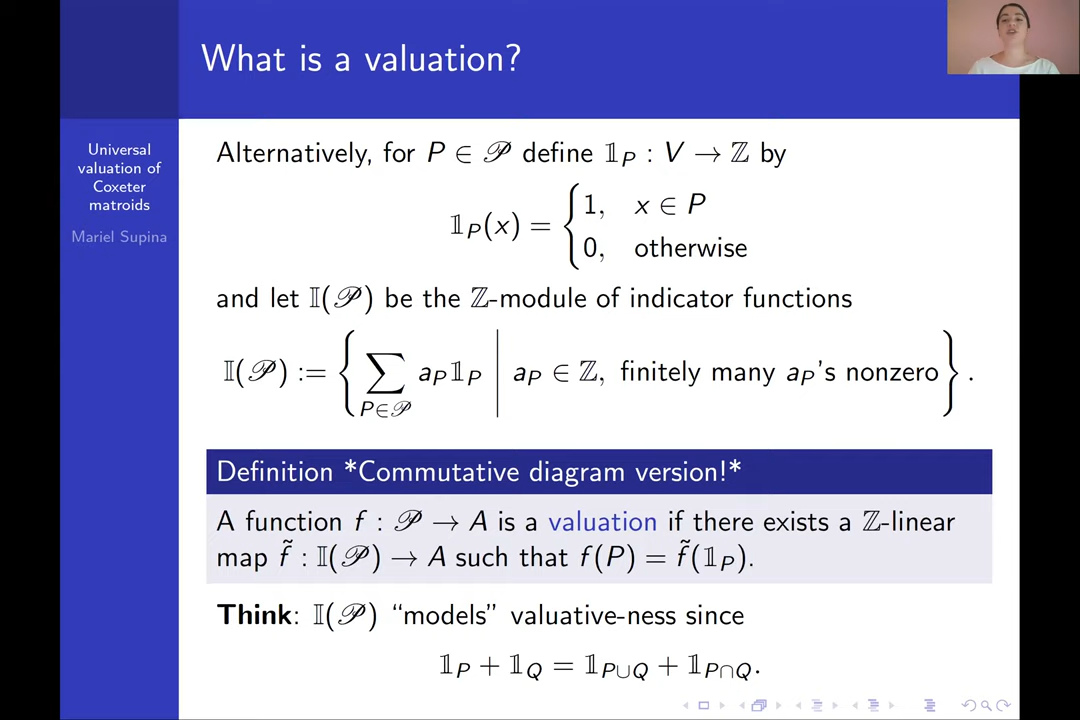 What is a valuation?
Universal
valuation of
Coxeter
matroids
Mariel Supina
Alternatively, for P ∈ 𝒫 define 𝟙_P : V → ℤ by
𝟙_P(x) = { 1, x ∈ P
0, otherwise
and let 𝕀(𝒫) be the ℤ-module of indicator functions
𝕀(𝒫) := { ∑_{P∈𝒫} a_P 𝟙_P | a_P ∈ ℤ, finitely many a_P's nonzero } .
Definition *Commutative diagram version!*
A function f : 𝒫 → A is a valuation if there exists a ℤ-linear
map f̃ : 𝕀(𝒫) → A such that f(P) = f̃(𝟙_P).
Think: 𝕀(𝒫) “models” valuative-ness since
𝟙_P + 𝟙_Q = 𝟙_{P∪Q} + 𝟙_{P∩Q}.